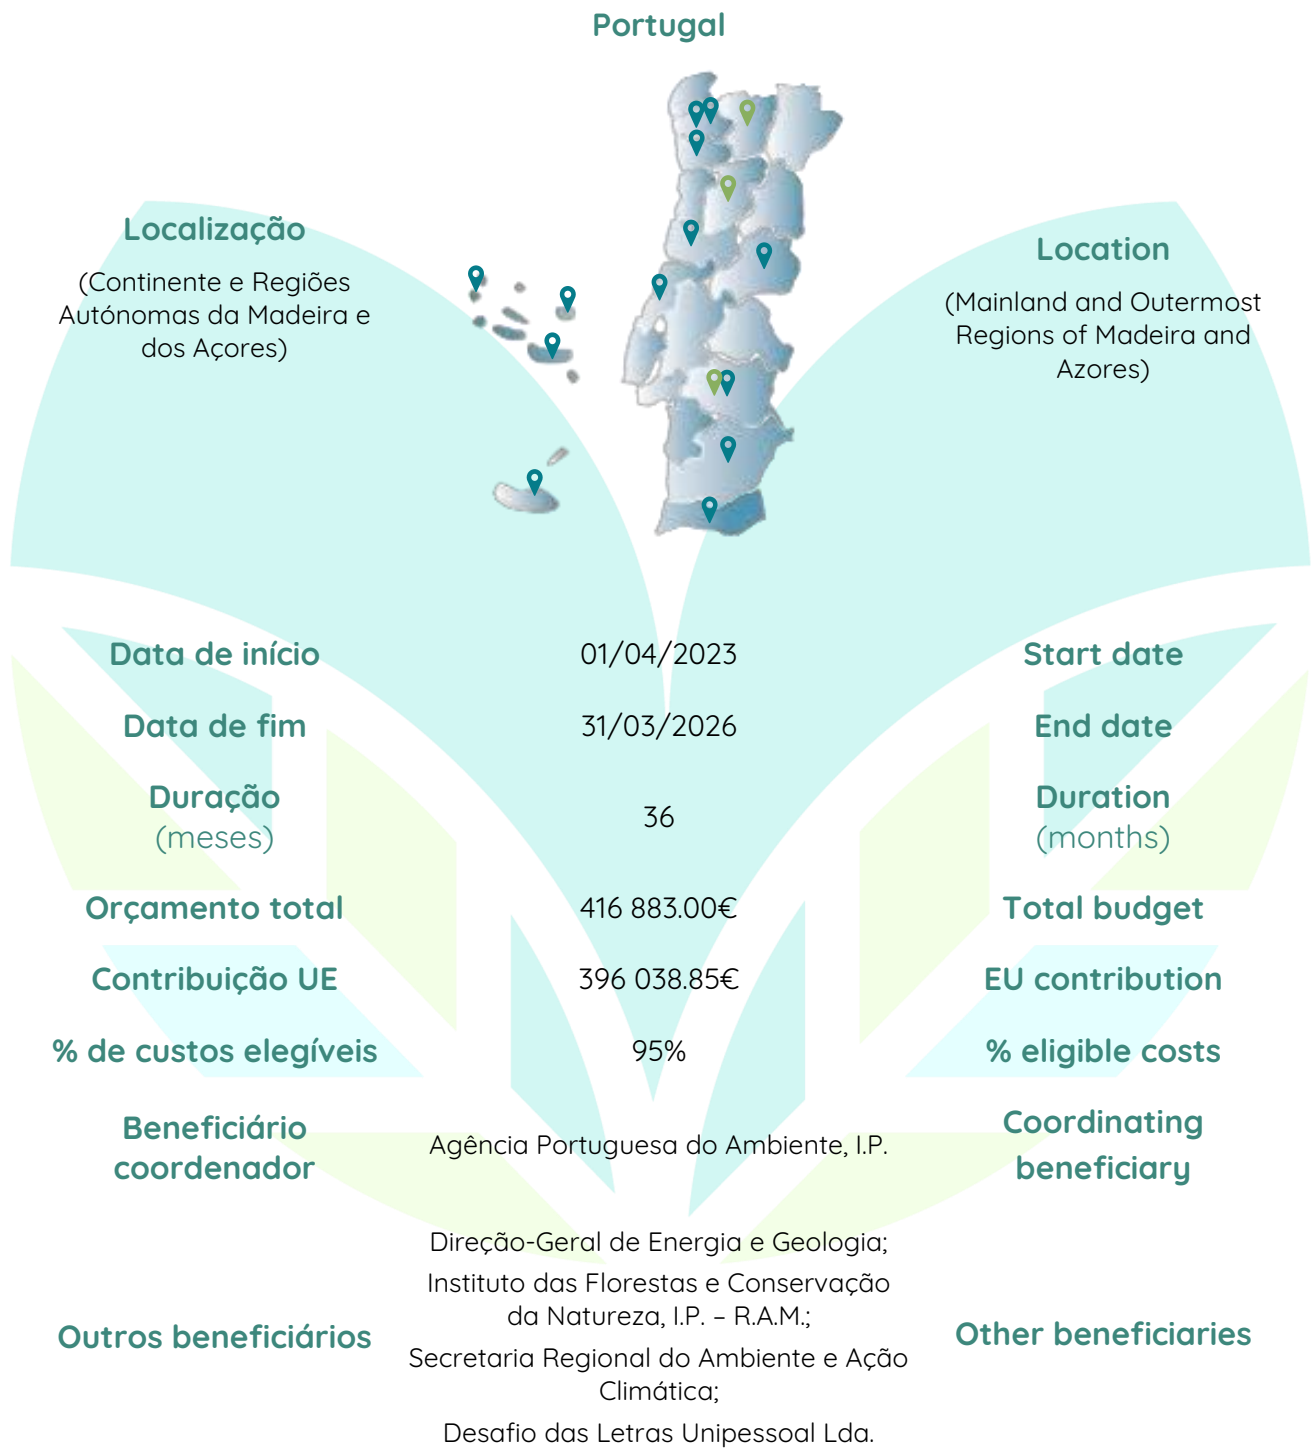 Portugal
Localização
(Continente e Regiões
Autónomas da Madeira e
dos Açores)
Location
(Mainland and Outermost
Regions of Madeira and
Azores)
Data de início
01/04/2023
Start date
Data de fim
31/03/2026
End date
Duração
(meses)
36
Duration
(months)
Orçamento total
416 883.00€
Total budget
Contribuição UE
396 038.85€
EU contribution
% de custos elegíveis
95%
% eligible costs
Beneficiário
coordenador
Agência Portuguesa do Ambiente, I.P.
Coordinating
beneficiary
Outros beneficiários
Direção-Geral de Energia e Geologia;
Instituto das Florestas e Conservação
da Natureza, I.P. – R.A.M.;
Secretaria Regional do Ambiente e Ação
Climática;
Desafio das Letras Unipessoal Lda.
Other beneficiaries